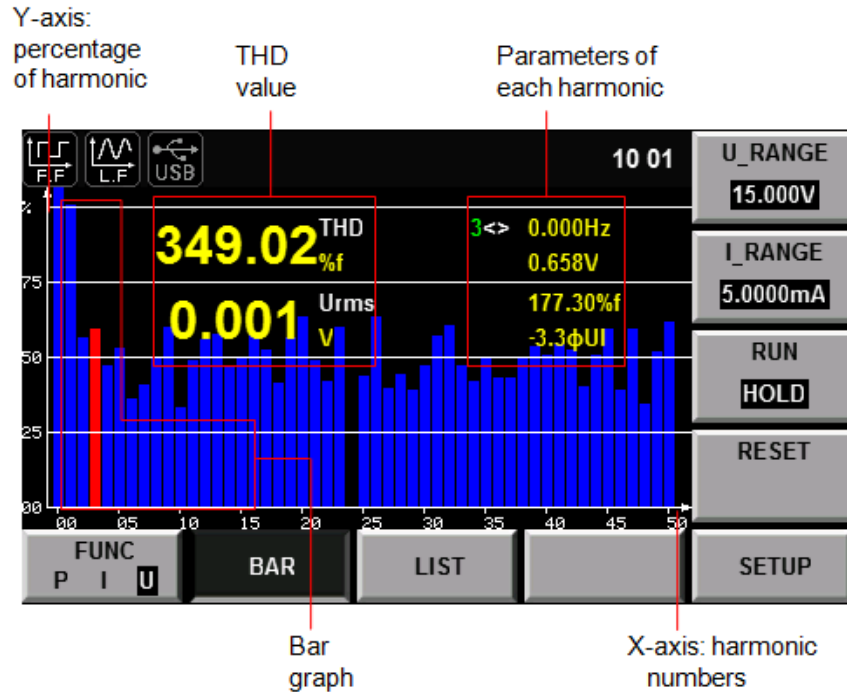 Y-axis:
percentage
of harmonic
THD
value
Parameters of
each harmonic
F.F
L.F
USB
10 01
U_RANGE
15.000V
I_RANGE
5.0000mA
RUN
HOLD
RESET
%
75
50
25
00
349.02 THD
%f
0.001 Urms
V
3<> 0.000Hz
0.658V
177.30%f
-3.3ɸUI
00 05 10 15 20 25 30 35 40 45 50
FUNC
P I U
BAR
LIST
SETUP
Bar
graph
X-axis: harmonic
numbers